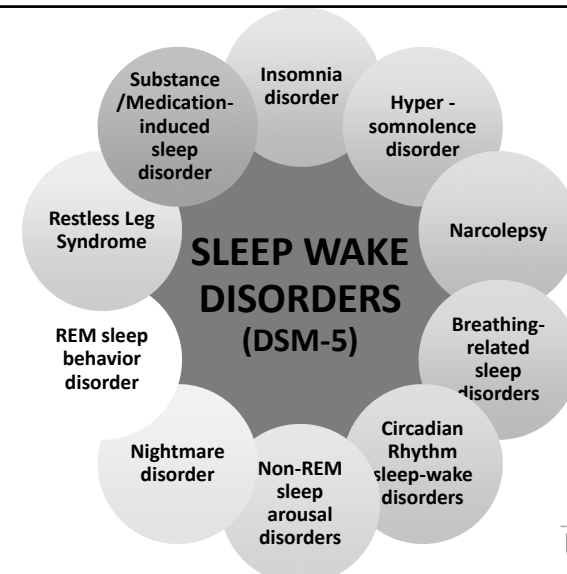 Insomnia
disorder
Hyper -
somnolence
disorder
Narcolepsy
Breathing-
related
sleep
disorders
Circadian
Rhythm
sleep-wake
disorders
Non-REM
sleep
arousal
disorders
Nightmare
disorder
REM sleep
behavior
disorder
Restless Leg
Syndrome
Substance
/Medication-
induced
sleep
disorder
SLEEP WAKE
DISORDERS
(DSM-5)